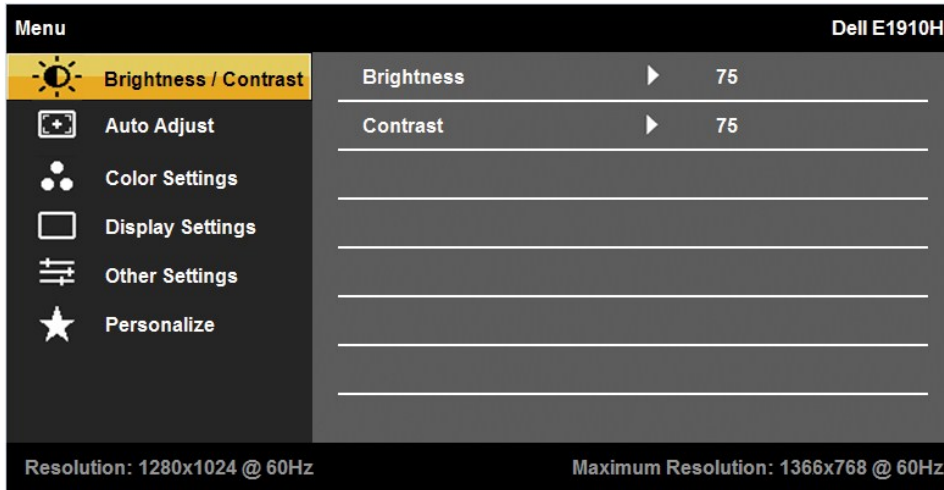 Menu Dell E1910H
Brightness / Contrast Brightness 75
Auto Adjust Contrast 75
Color Settings
Display Settings
Other Settings
Personalize
Resolution: 1280x1024 @ 60Hz Maximum Resolution: 1366x768 @ 60Hz